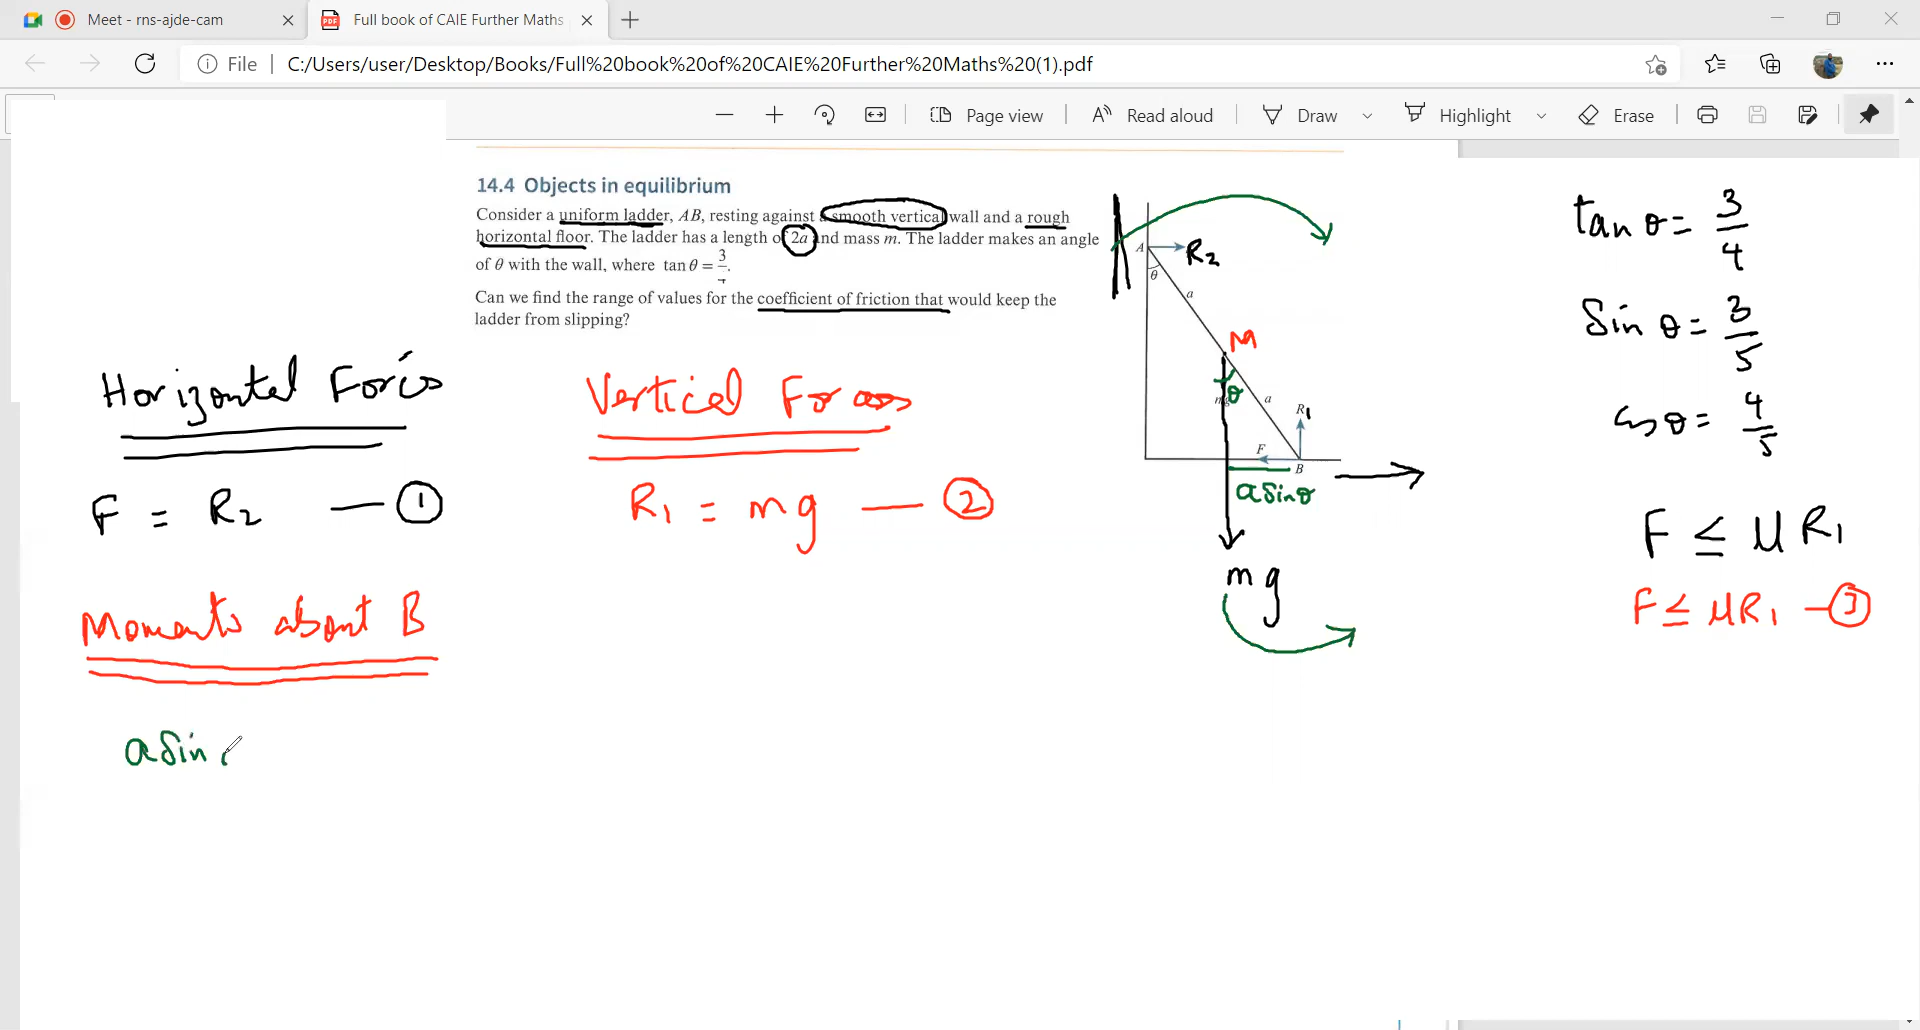 Meet - rns-ajde-cam
Full book of CAIE Further Maths
File
C:/Users/user/Desktop/Books/Full%20book%20of%20CAIE%20Further%20Maths%20(1).pdf
Page view
Read aloud
Draw
Highlight
Erase
14.4 Objects in equilibrium
Consider a uniform ladder, AB, resting against a smooth vertical wall and a rough
horizontal floor. The ladder has a length of 2a and mass m. The ladder makes an angle
of θ with the wall, where tan θ = 3/4.
Can we find the range of values for the coefficient of friction that would keep the
ladder from slipping?
A
R2
θ
a
M
θ
mg
a
R1
F
B
a sin θ
mg
tan θ = 3/4
Sin θ = 3/5
cos θ = 4/5
F ≤ μ R1
F ≤ μR1 — ③
Horizontal Forces
F = R2 — ①
Vertical Forces
R1 = mg — ②
Moments about B
a sin